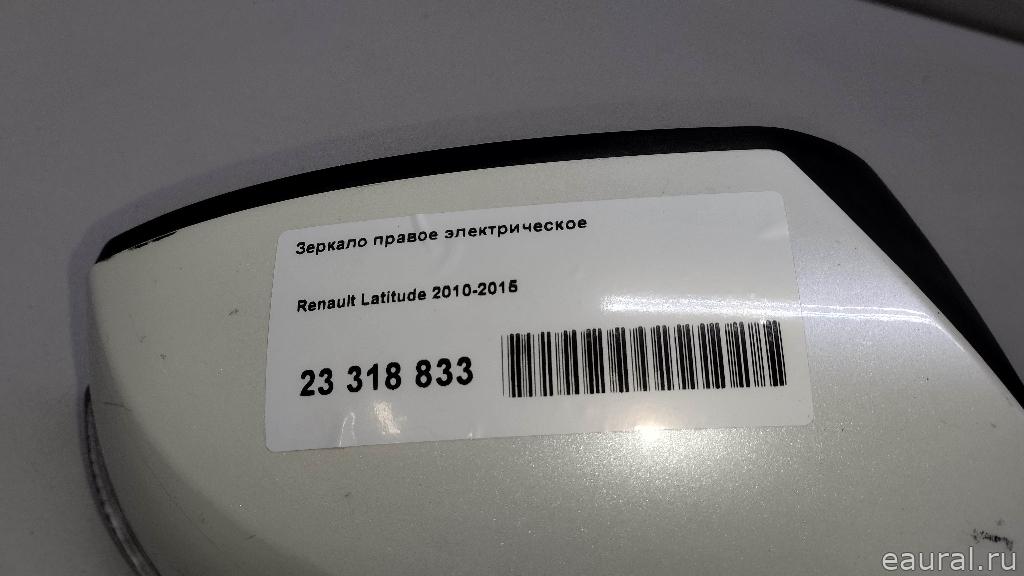 Зеркало правое электрическое
Renault Latitude 2010-2015
23 318 833
eaural.ru